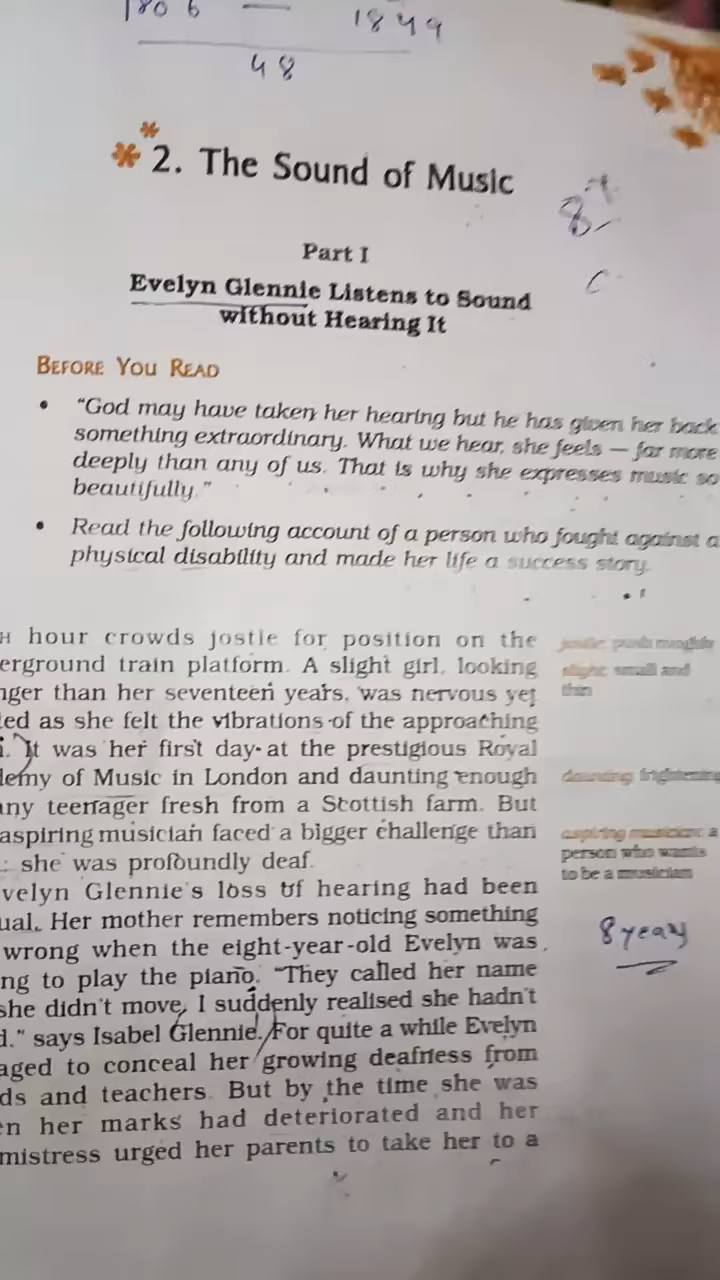 1806 — 1849
48
2. The Sound of Music
8
Part I
Evelyn Glennie Listens to Sound
without Hearing It
BEFORE YOU READ
• "God may have taken her hearing but he has given her back
something extraordinary. What we hear, she feels — far more
deeply than any of us. That is why she expresses music so
beautifully."
• Read the following account of a person who fought against a
physical disability and made her life a success story.
H hour crowds jostle for position on the jostle: push roughly
erground train platform. A slight girl, looking slight: small and
nger than her seventeen years, was nervous yet thin
ted as she felt the vibrations of the approaching
. It was her first day at the prestigious Royal
demy of Music in London and daunting enough daunting: frightening
any teenager fresh from a Scottish farm. But
aspiring musician faced a bigger challenge than aspiring musician: a
: she was profoundly deaf. person who wants
velyn Glennie's loss of hearing had been to be a musician
ual. Her mother remembers noticing something
wrong when the eight-year-old Evelyn was 8 years
ng to play the piano. "They called her name
she didn't move. I suddenly realised she hadn't
d." says Isabel Glennie. For quite a while Evelyn
aged to conceal her growing deafness from
ds and teachers. But by the time she was
en her marks had deteriorated and her
mistress urged her parents to take her to a